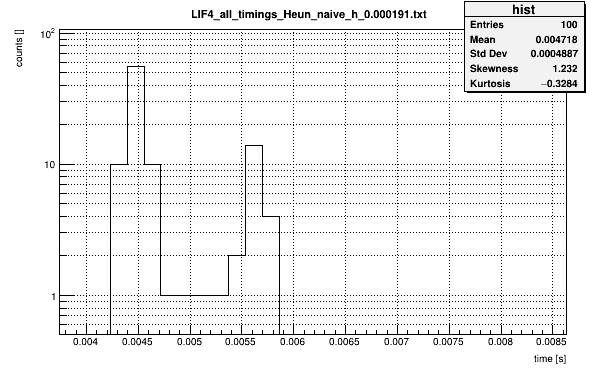 LIF4_all_timings_Heun_naive_h_0.000191.txt
hist
Entries 100
Mean 0.004718
Std Dev 0.0004887
Skewness 1.232
Kurtosis −0.3284
counts []
10²
10
1
0.004 0.0045 0.005 0.0055 0.006 0.0065 0.007 0.0075 0.008 0.0085
time [s]